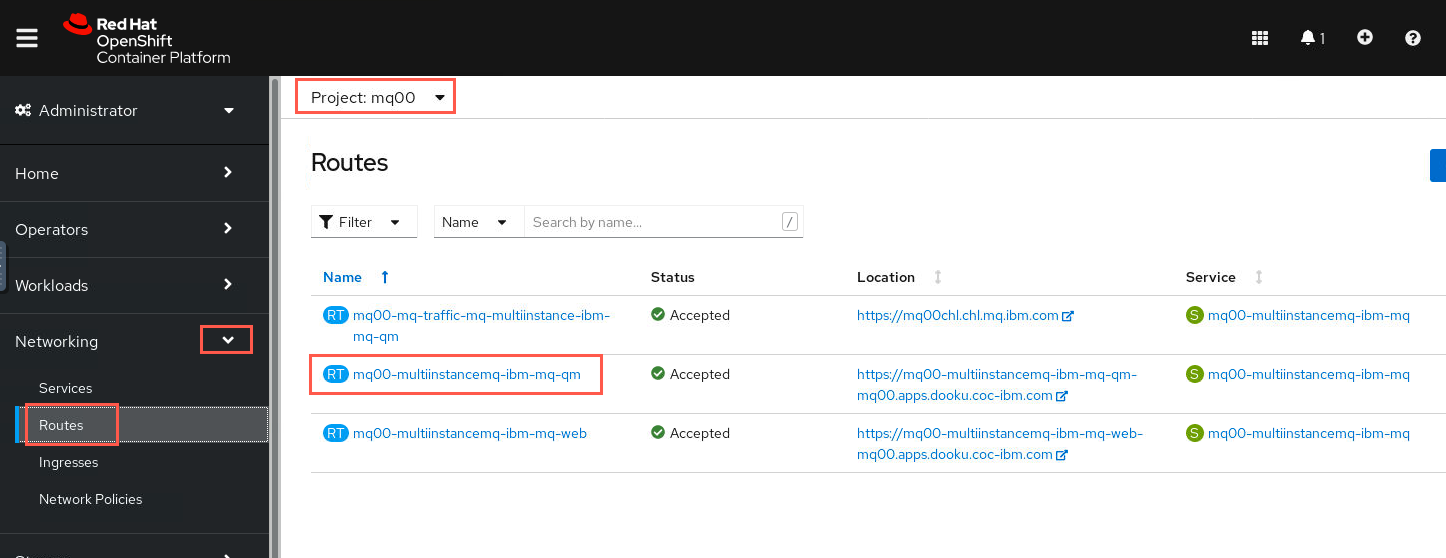 Red Hat
OpenShift
Container Platform
1
Administrator
Home
Operators
Workloads
Networking
Services
Routes
Ingresses
Network Policies
Project: mq00
Routes
Filter
Name
Search by name...
/
Name Status Location Service
RT mq00-mq-traffic-mq-multiinstance-ibm- Accepted https://mq00chl.chl.mq.ibm.com S mq00-multiinstancemq-ibm-mq
mq-qm
RT mq00-multiinstancemq-ibm-mq-qm Accepted https://mq00-multiinstancemq-ibm-mq-qm- S mq00-multiinstancemq-ibm-mq
mq00.apps.dooku.coc-ibm.com
RT mq00-multiinstancemq-ibm-mq-web Accepted https://mq00-multiinstancemq-ibm-mq-web- S mq00-multiinstancemq-ibm-mq
mq00.apps.dooku.coc-ibm.com